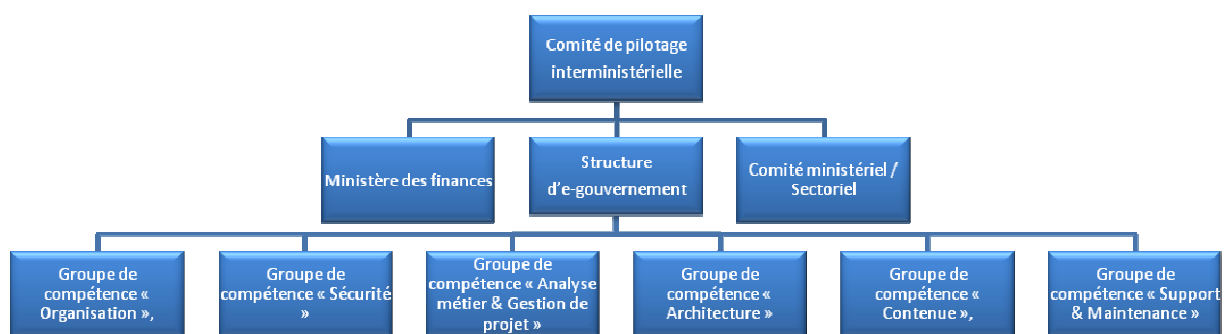 Comité de pilotage
interministérielle
Ministère des finances
Structure
d'e-gouvernement
Comité ministériel /
Sectoriel
Groupe de
compétence «
Organisation »,
Groupe de
compétence « Sécurité
»
Groupe de
compétence « Analyse
métier & Gestion de
projet »
Groupe de
compétence «
Architecture »
Groupe de
compétence «
Contenue »,
Groupe de
compétence « Support
& Maintenance »